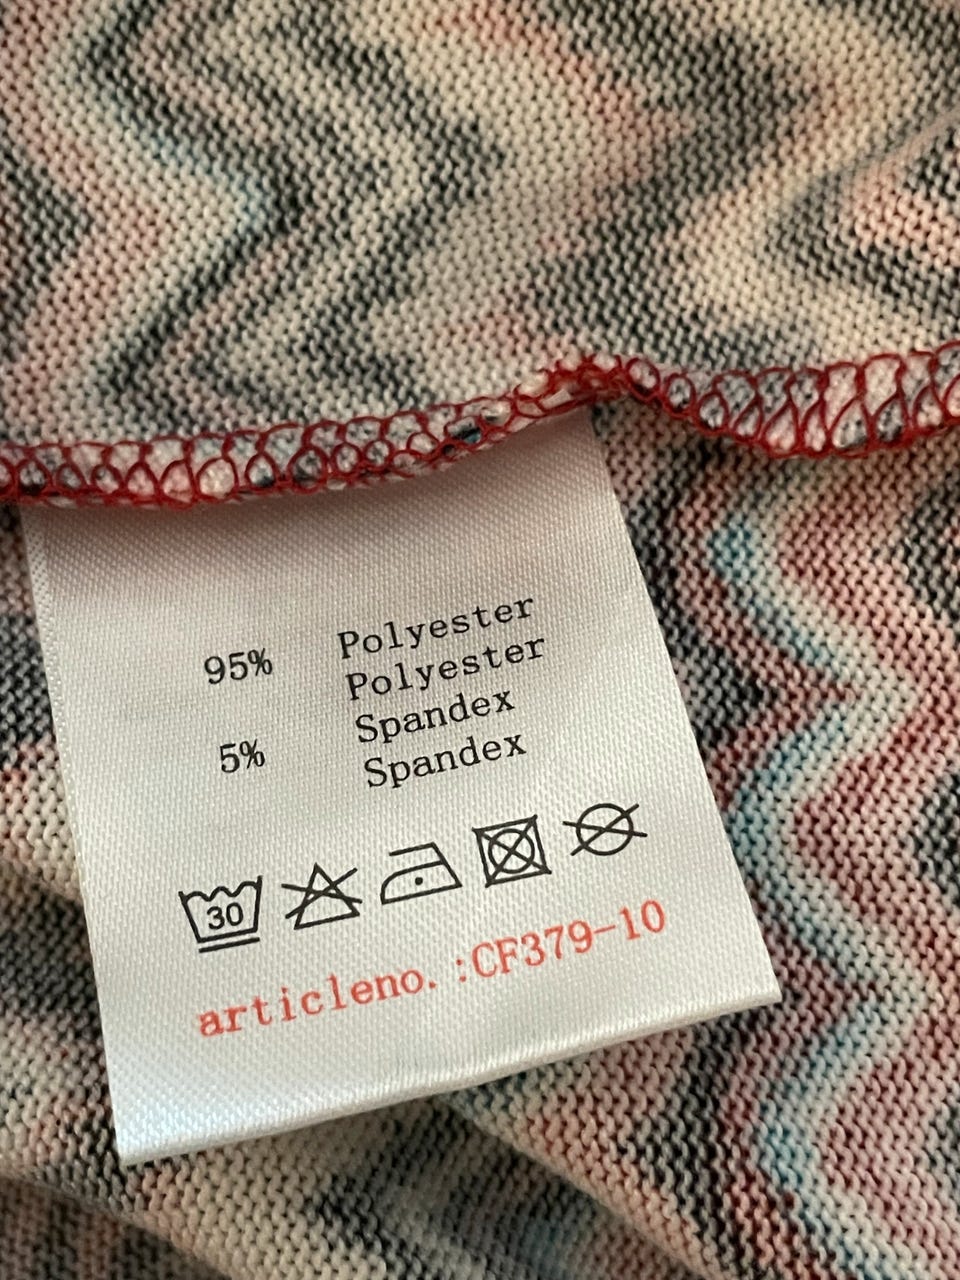 95% Polyester
Polyester
5% Spandex
Spandex
30
articleno.:CF379-10